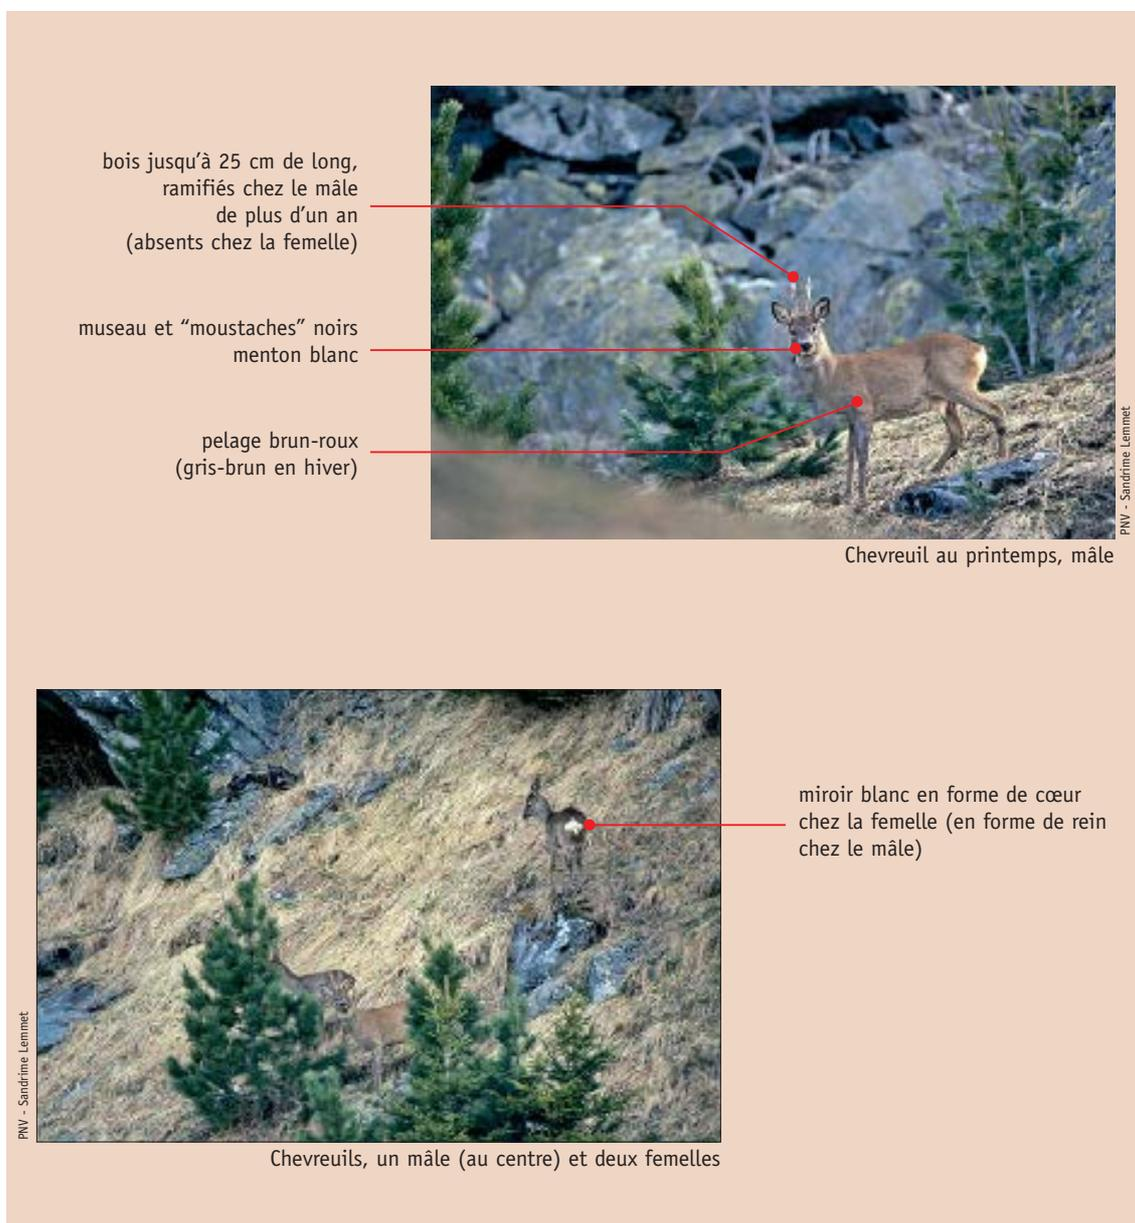 bois jusqu’à 25 cm de long,
ramifiés chez le mâle
de plus d’un an
(absents chez la femelle)
museau et “moustaches” noirs
menton blanc
pelage brun-roux
(gris-brun en hiver)
PNV - Sandrime Lemmet
Chevreuil au printemps, mâle
miroir blanc en forme de cœur
chez la femelle (en forme de rein
chez le mâle)
PNV - Sandrime Lemmet
Chevreuils, un mâle (au centre) et deux femelles